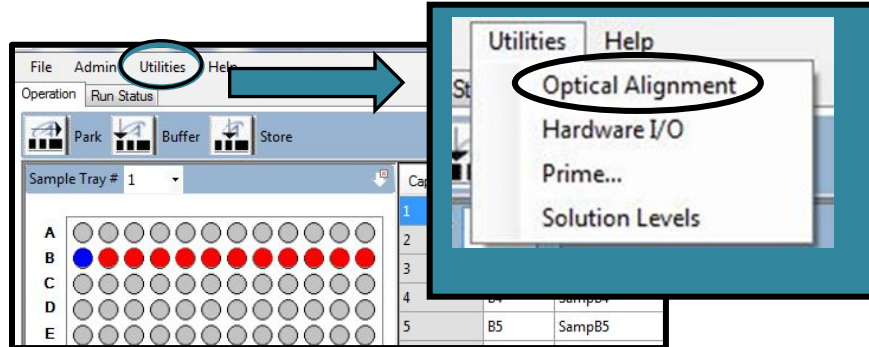 File Admin Utilities Help
Operation Run Status
Park Buffer Store
Sample Tray # 1
1
2
3
4 SampB4
5 B5 SampB5
A
B
C
D
E
Utilities Help
Optical Alignment
Hardware I/O
Prime...
Solution Levels